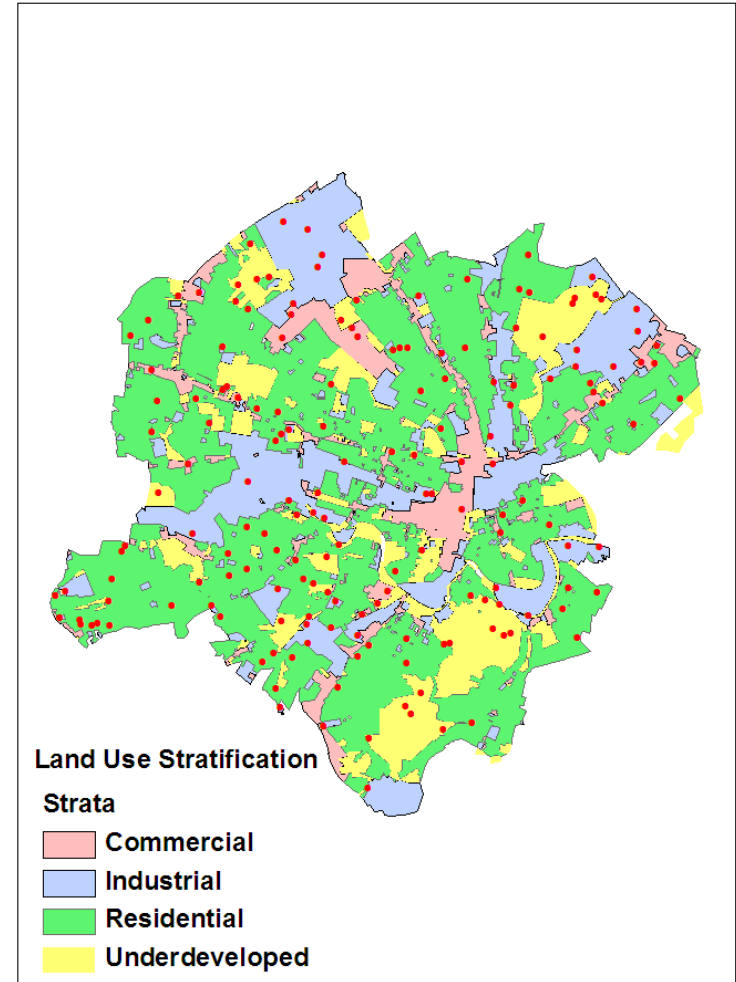 Land Use Stratification
Strata
Commercial
Industrial
Residential
Underdeveloped